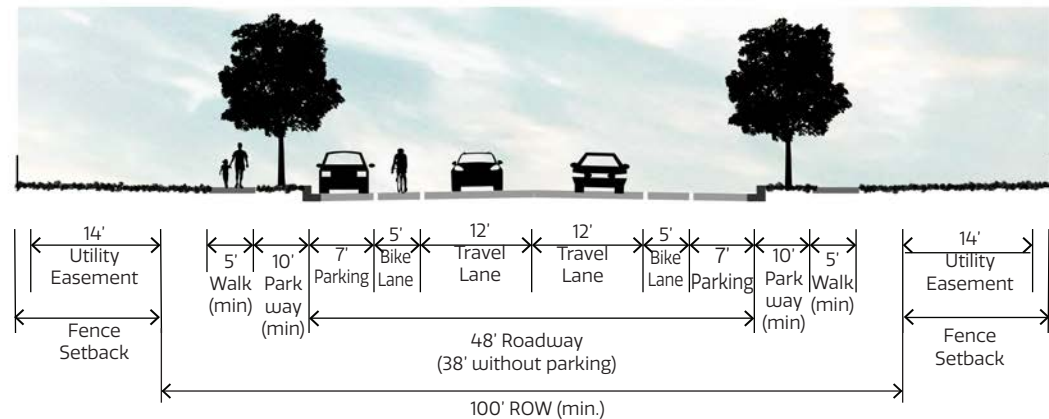 14’
Utility
Easement
5’
Walk
(min)
10’
Park
way
(min)
7’
Parking
5’
Bike
Lane
12’
Travel
Lane
12’
Travel
Lane
5’
Bike
Lane
7’
Parking
10’
Park
way
(min)
5’
Walk
(min)
14’
Utility
Easement
Fence
Setback
48’ Roadway
(38’ without parking)
Fence
Setback
100’ ROW (min.)